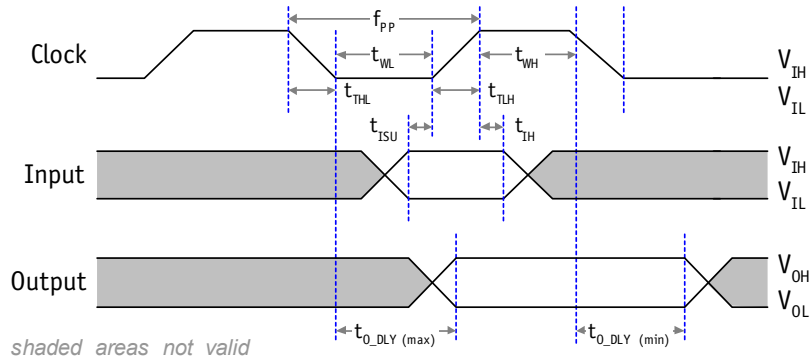 f_PP
Clock
t_WL
t_WH
V_IH
V_IL
t_THL
t_TLH
t_ISU
t_IH
Input
V_IH
V_IL
Output
V_OH
V_OL
t_O_DLY (max)
t_O_DLY (min)
shaded areas not valid